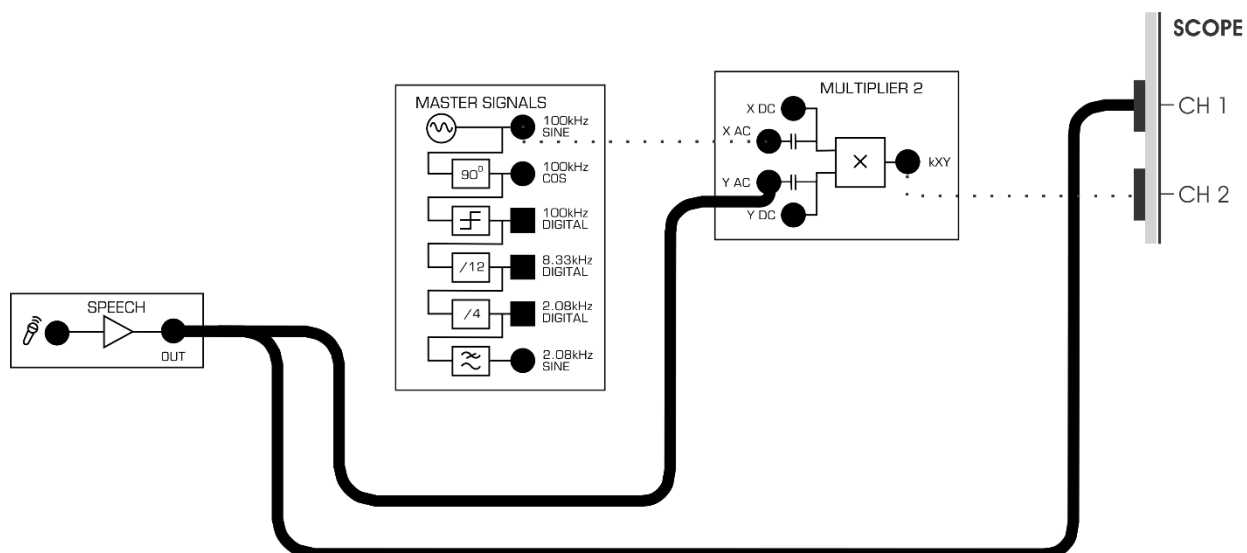 SCOPE
CH 1
CH 2
MULTIPLIER 2
X DC
X AC
Y AC
Y DC
×
kXY
MASTER SIGNALS
100kHz
SINE
90⁰
100kHz
COS
100kHz
DIGITAL
/12
8.33kHz
DIGITAL
/4
2.08kHz
DIGITAL
2.08kHz
SINE
SPEECH
OUT